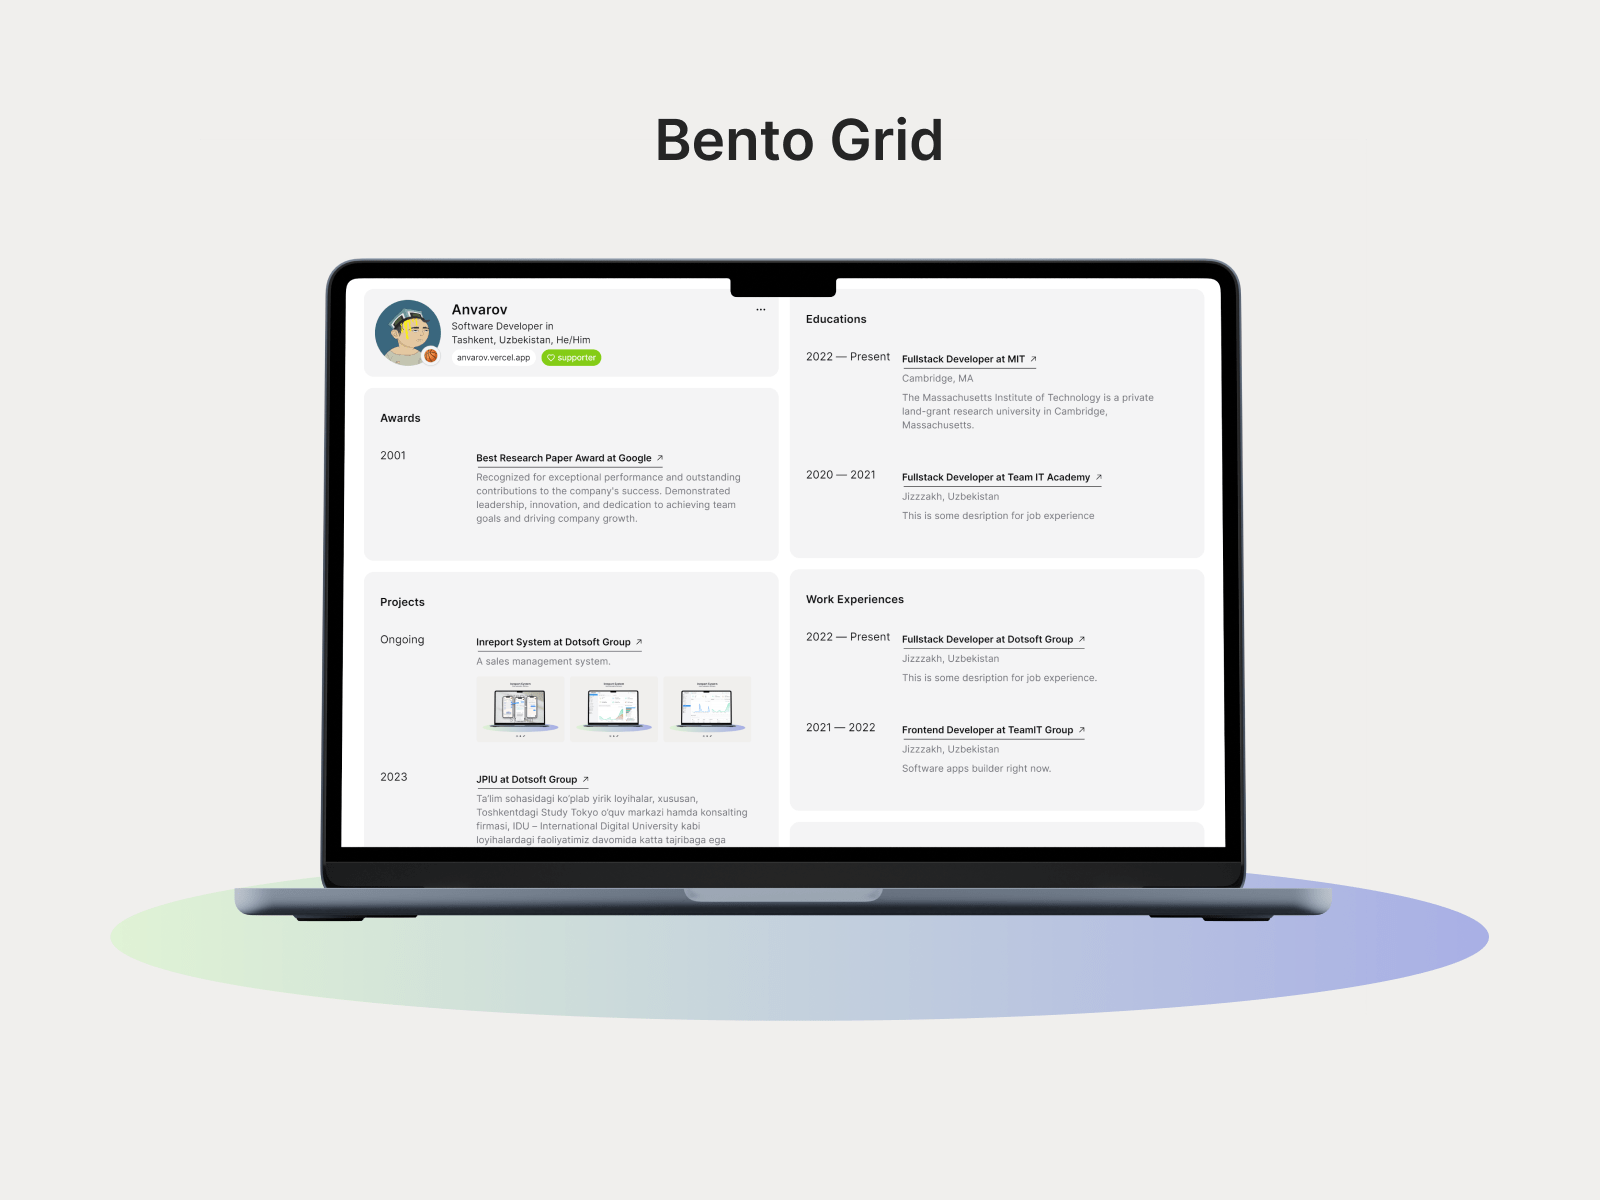 Bento Grid
Anvarov
Software Developer in
Tashkent, Uzbekistan, He/Him
anvarov.vercel.app
supporter
Awards
2001
Best Research Paper Award at Google
Recognized for exceptional performance and outstanding
contributions to the company's success. Demonstrated
leadership, innovation, and dedication to achieving team
goals and driving company growth.
Projects
Ongoing
Inreport System at Dotsoft Group
A sales management system.
2023
JPIU at Dotsoft Group
Ta'lim sohasidagi ko'plab yirik loyihalar, xususan,
Toshkentdagi Study Tokyo o'quv markazi hamda konsalting
firmasi, IDU – International Digital University kabi
loyihalardagi faoliyatimiz davomida katta tajribaga ega
Educations
2022 — Present
Fullstack Developer at MIT
Cambridge, MA
The Massachusetts Institute of Technology is a private
land-grant research university in Cambridge,
Massachusetts.
2020 — 2021
Fullstack Developer at Team IT Academy
Jizzzakh, Uzbekistan
This is some desription for job experience
Work Experiences
2022 — Present
Fullstack Developer at Dotsoft Group
Jizzzakh, Uzbekistan
This is some desription for job experience.
2021 — 2022
Frontend Developer at TeamIT Group
Jizzzakh, Uzbekistan
Software apps builder right now.